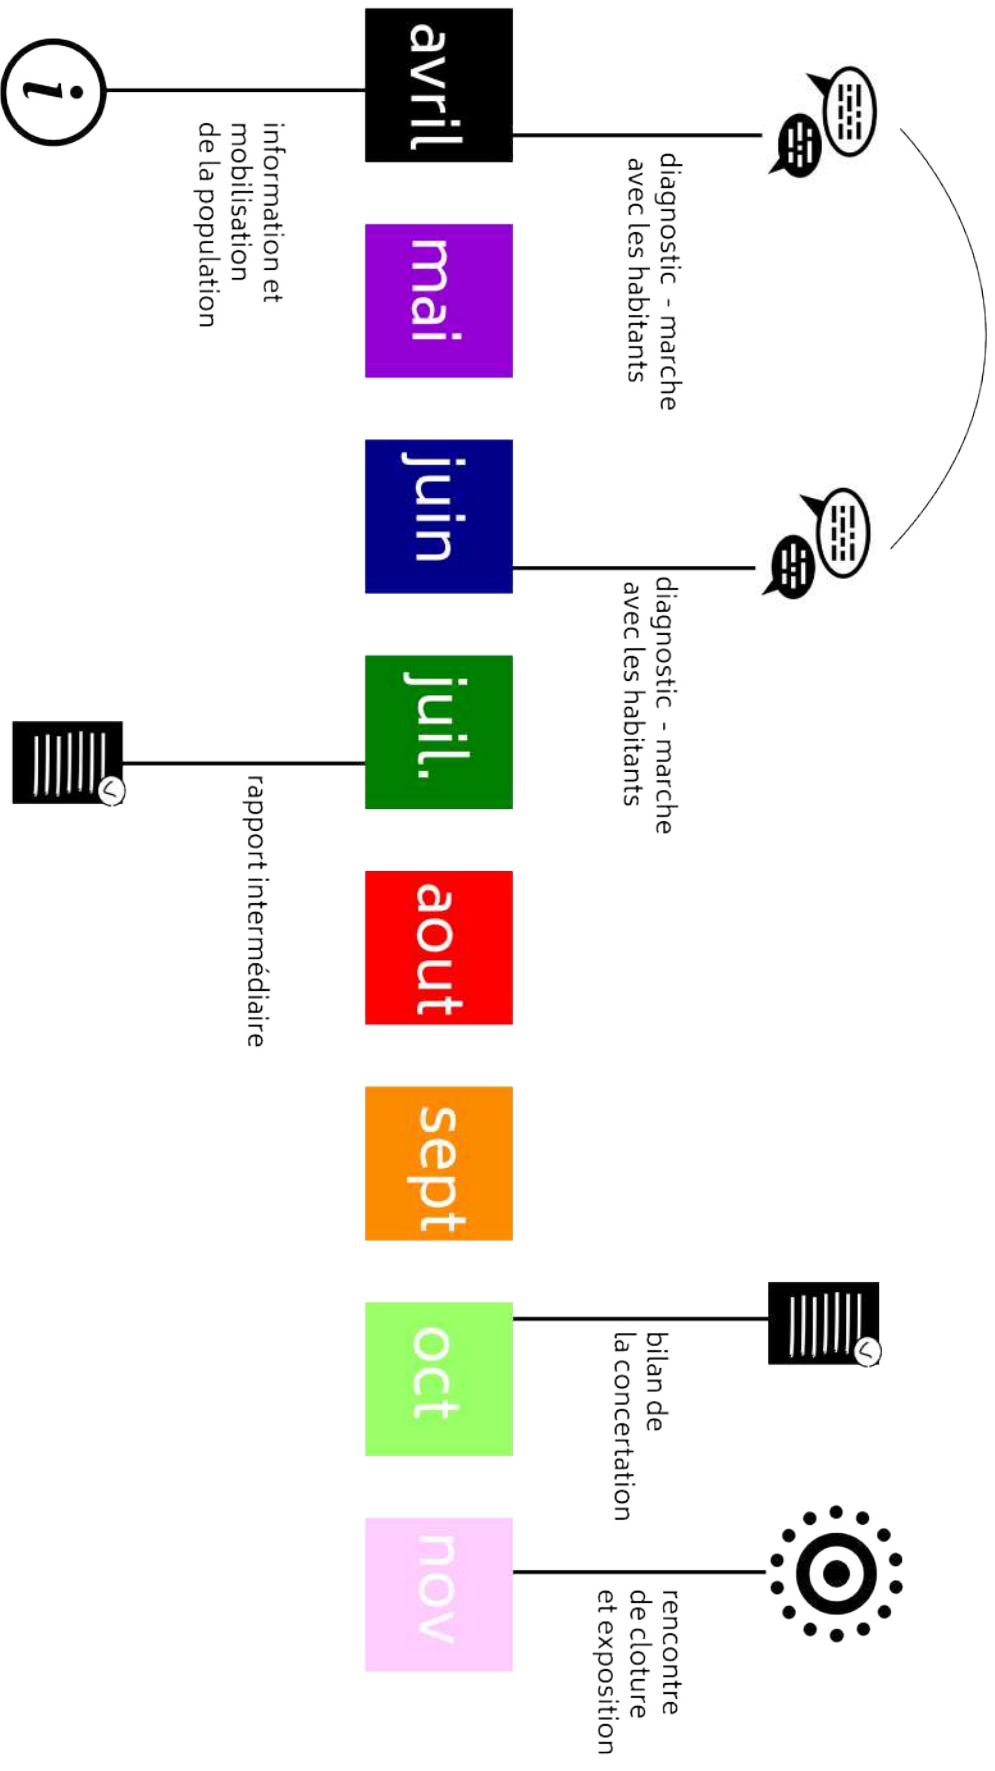 diagnostic - marche
avec les habitants
diagnostic - marche
avec les habitants
bilan de
la concertation
rencontre
de cloture
et exposition
avril
mai
juin
juil.
aout
sept
oct
nov
i
information et
mobilisation
de la population
rapport intermédiaire